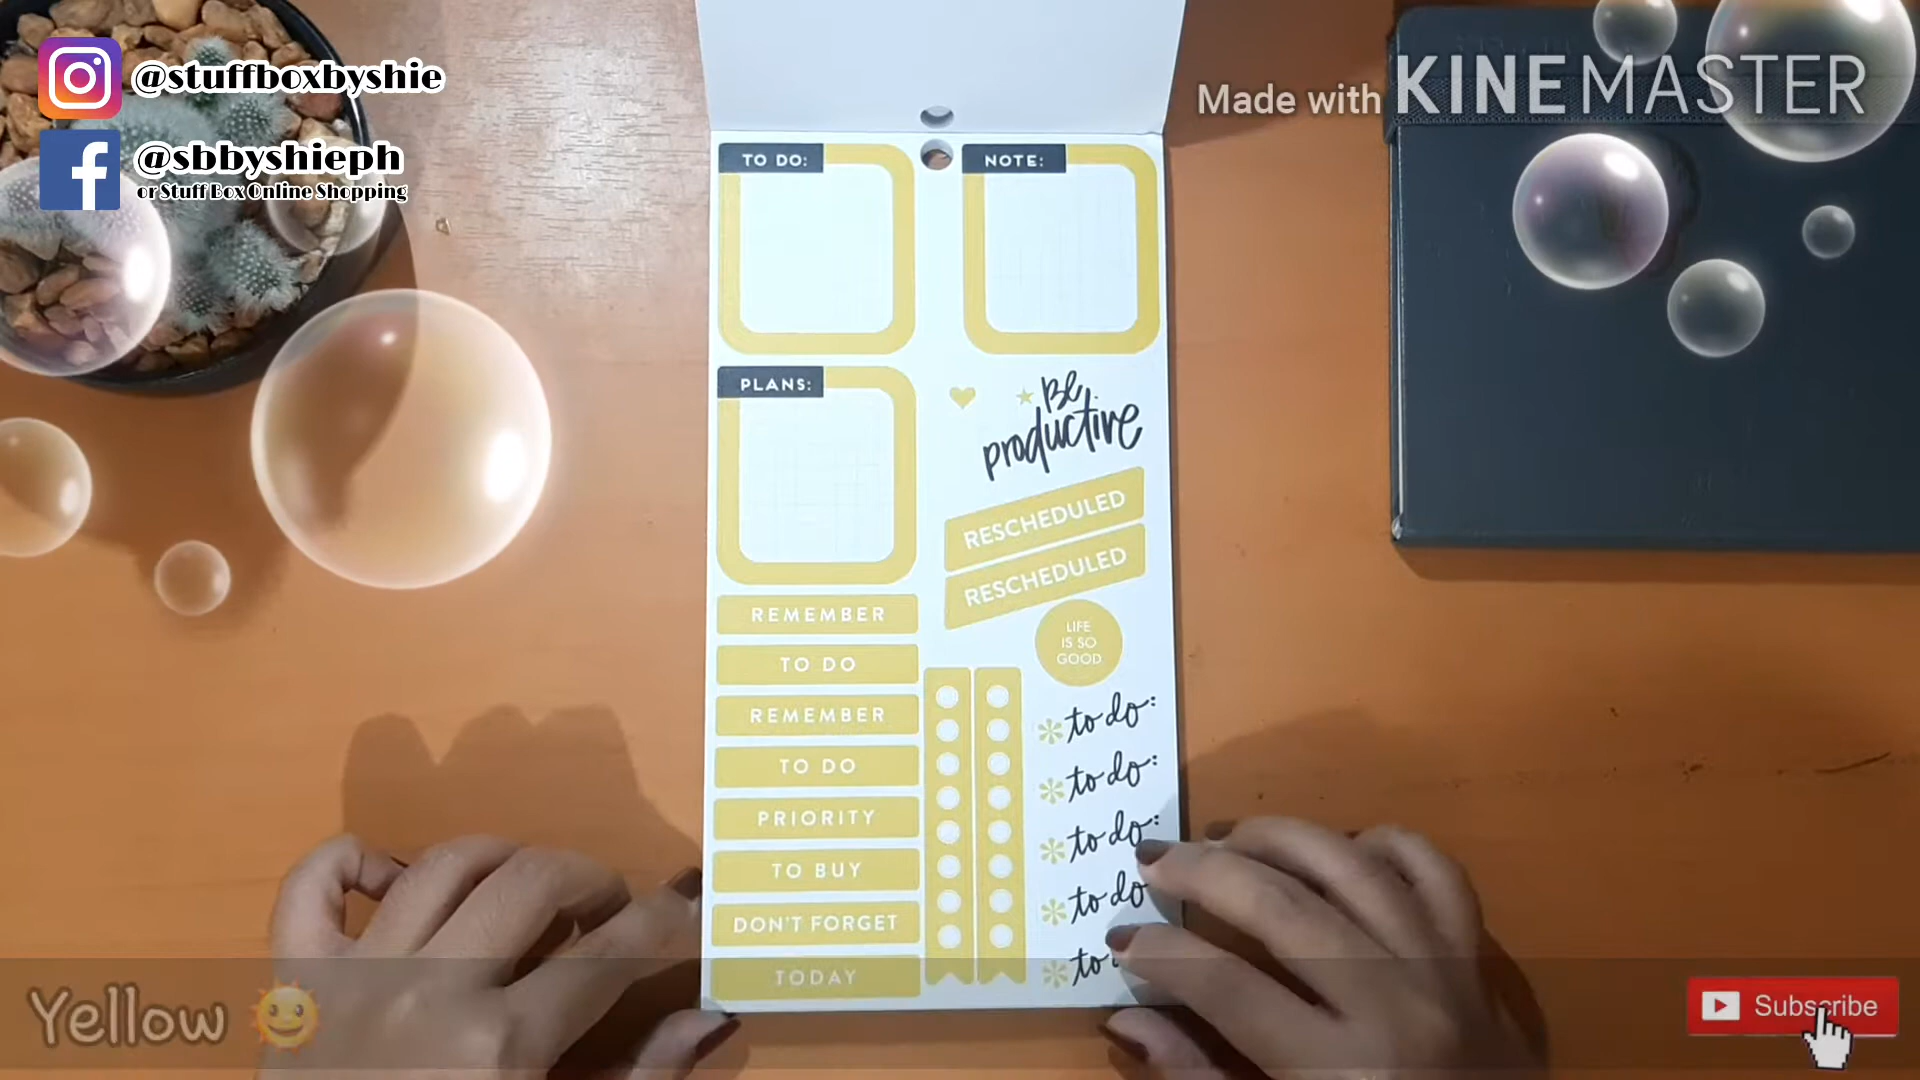 @stuffboxbyshie
@sbbyshieph
or Stuff Box Online Shopping
Made with KINEMASTER
TO DO:
NOTE:
PLANS:
Be
productive
RESCHEDULED
RESCHEDULED
LIFE
IS SO
GOOD
REMEMBER
TO DO
REMEMBER
TO DO
PRIORITY
TO BUY
DON'T FORGET
TODAY
*to do:
*to do:
*to do:
*to do
*to
Yellow
Subscribe